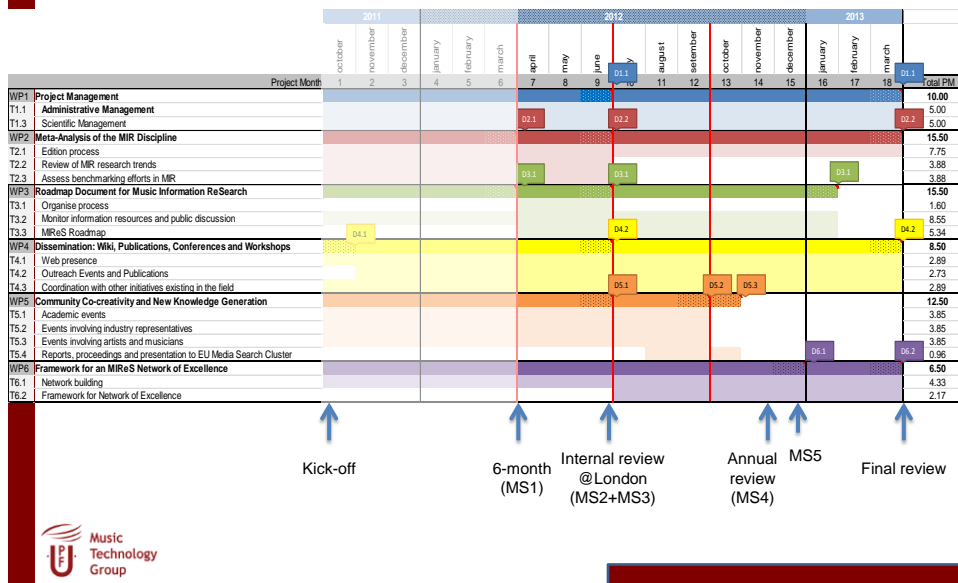 2011 2012 2013
october november december january february march april may june august setember october november december january february march
D1.1 D1.1
Project Month 1 2 3 4 5 6 7 8 9 10 11 12 13 14 15 16 17 18 Total PM
WP1 Project Management 10.00
T1.1 Administrative Management 5.00
D2.1 D2.2 D2.2
T1.3 Scientific Management 5.00
WP2 Meta-Analysis of the MIR Discipline 15.50
T2.1 Edition process 7.75
T2.2 Review of MIR research trends 3.88
D3.1 D3.1 D3.1
T2.3 Assess benchmarking efforts in MIR 3.88
WP3 Roadmap Document for Music Information ReSearch 15.50
T3.1 Organise process 1.60
T3.2 Monitor information resources and public discussion 8.55
D4.1 D4.2 D4.2
T3.3 MIReS Roadmap 5.34
WP4 Dissemination: Wiki, Publications, Conferences and Workshops 8.50
T4.1 Web presence 2.89
T4.2 Outreach Events and Publications 2.73
D5.1 D5.2 D5.3
T4.3 Coordination with other initiatives existing in the field 2.89
WP5 Community Co-creativity and New Knowledge Generation 12.50
T5.1 Academic events 3.85
T5.2 Events involving industry representatives 3.85
T5.3 Events involving artists and musicians 3.85
D6.1 D6.2
T5.4 Reports, proceedings and presentation to EU Media Search Cluster 0.96
WP6 Framework for an MIReS Network of Excellence 6.50
T6.1 Network building 4.33
T6.2 Framework for Network of Excellence 2.17
Kick-off
6-month
(MS1)
Internal review
@London
(MS2+MS3)
Annual
review
(MS4)
MS5
Final review
UPF
Music
Technology
Group